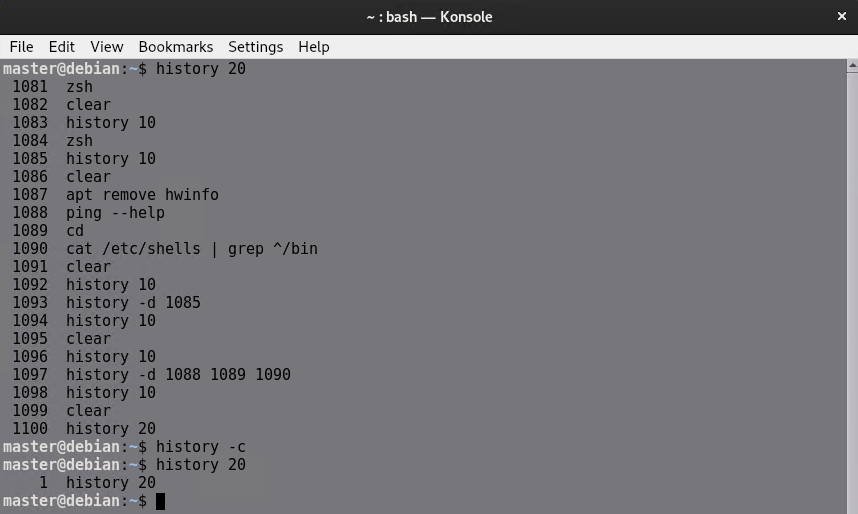 ~ : bash — Konsole
File Edit View Bookmarks Settings Help
master@debian:~$ history 20
1081 zsh
1082 clear
1083 history 10
1084 zsh
1085 history 10
1086 clear
1087 apt remove hwinfo
1088 ping --help
1089 cd
1090 cat /etc/shells | grep ^/bin
1091 clear
1092 history 10
1093 history -d 1085
1094 history 10
1095 clear
1096 history 10
1097 history -d 1088 1089 1090
1098 history 10
1099 clear
1100 history 20
master@debian:~$ history -c
master@debian:~$ history 20
1 history 20
master@debian:~$